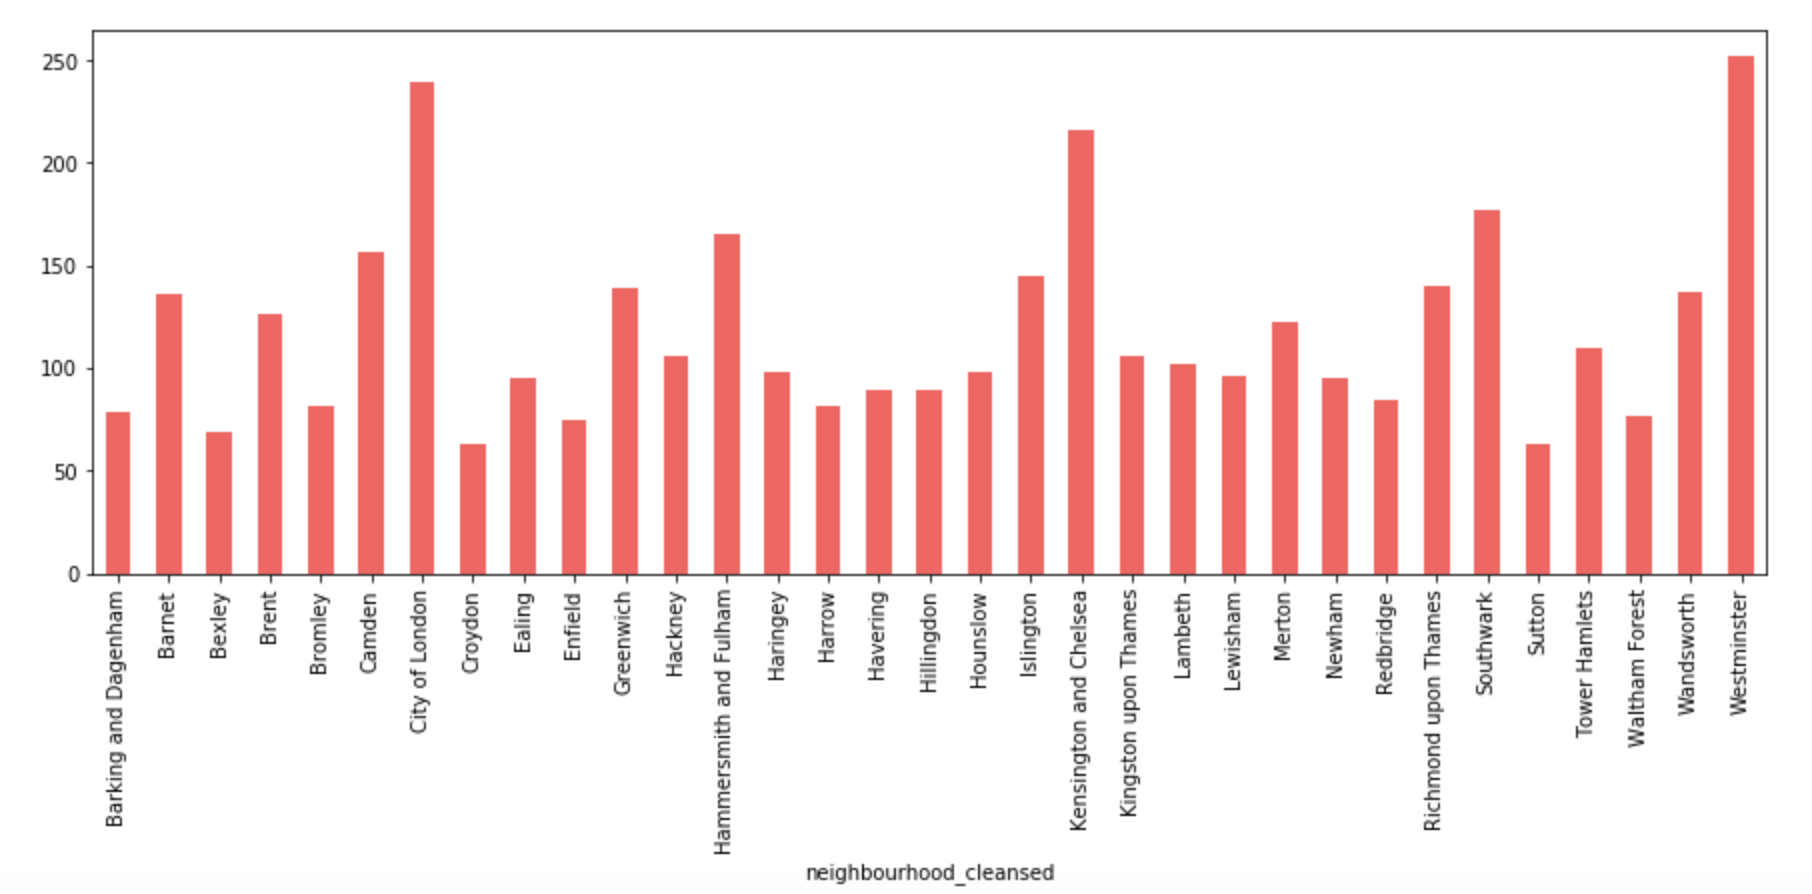 250
200
150
100
50
0
Barking and Dagenham
Barnet
Bexley
Brent
Bromley
Camden
City of London
Croydon
Ealing
Enfield
Greenwich
Hackney
Hammersmith and Fulham
Haringey
Harrow
Havering
Hillingdon
Hounslow
Islington
Kensington and Chelsea
Kingston upon Thames
Lambeth
Lewisham
Merton
Newham
Redbridge
Richmond upon Thames
Southwark
Sutton
Tower Hamlets
Waltham Forest
Wandsworth
Westminster
neighbourhood_cleansed